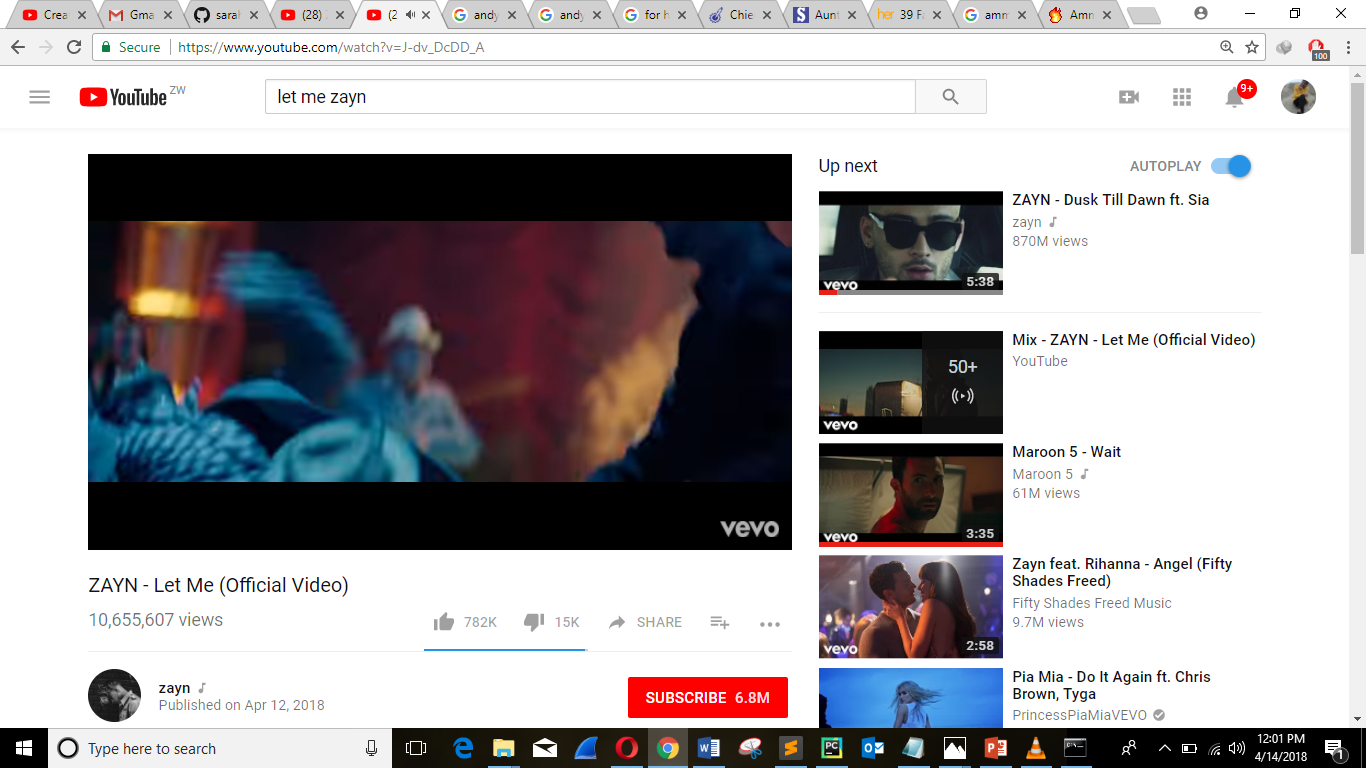 Crea
Gma
sarah
(28)
(2
andy
andy
for h
Chie
Aunt
39 Fa
amm
Amn
Secure
https://www.youtube.com/watch?v=J-dv_DcDD_A
100
YouTube ZW
let me zayn
9+
vevo
ZAYN - Let Me (Official Video)
10,655,607 views
782K
15K
SHARE
zayn
Published on Apr 12, 2018
SUBSCRIBE 6.8M
Up next
AUTOPLAY
vevo
5:38
ZAYN - Dusk Till Dawn ft. Sia
zayn
870M views
50+
vevo
Mix - ZAYN - Let Me (Official Video)
YouTube
vevo
3:35
Maroon 5 - Wait
Maroon 5
61M views
vevo
2:58
Zayn feat. Rihanna - Angel (Fifty
Shades Freed)
Fifty Shades Freed Music
9.7M views
Pia Mia - Do It Again ft. Chris
Brown, Tyga
PrincessPiaMiaVEVO
Type here to search
12:01 PM
4/14/2018
1